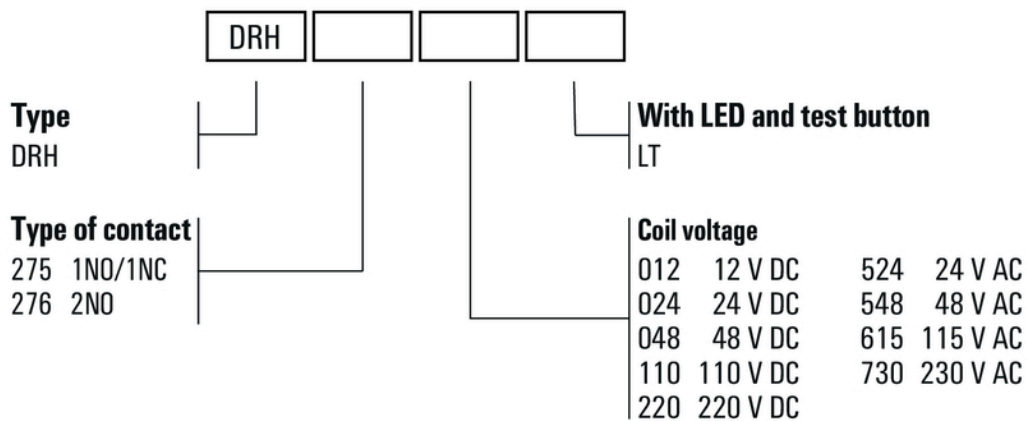 DRH
Type
DRH
With LED and test button
LT
Type of contact
275 1NO/1NC
276 2NO
Coil voltage
012 12 V DC 524 24 V AC
024 24 V DC 548 48 V AC
048 48 V DC 615 115 V AC
110 110 V DC 730 230 V AC
220 220 V DC